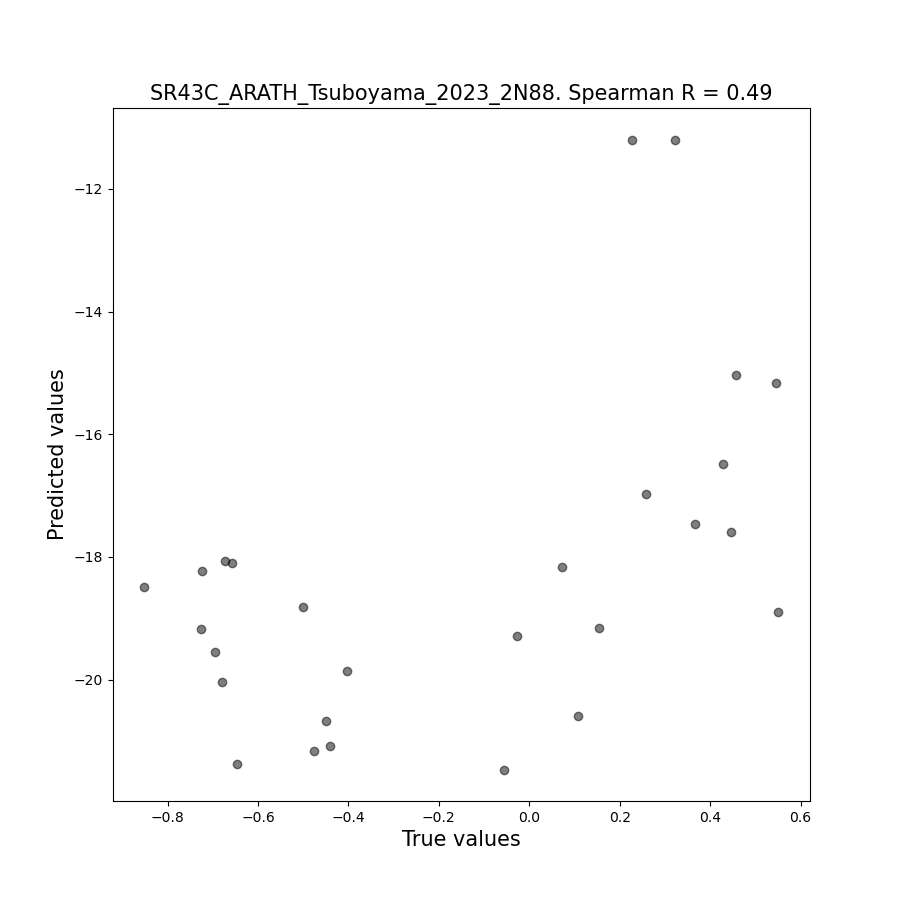 SR43C_ARATH_Tsuboyama_2023_2N88. Spearman R = 0.49
−12
−14
−16
−18
−20
Predicted values
−0.8 −0.6 −0.4 −0.2 0.0 0.2 0.4 0.6
True values